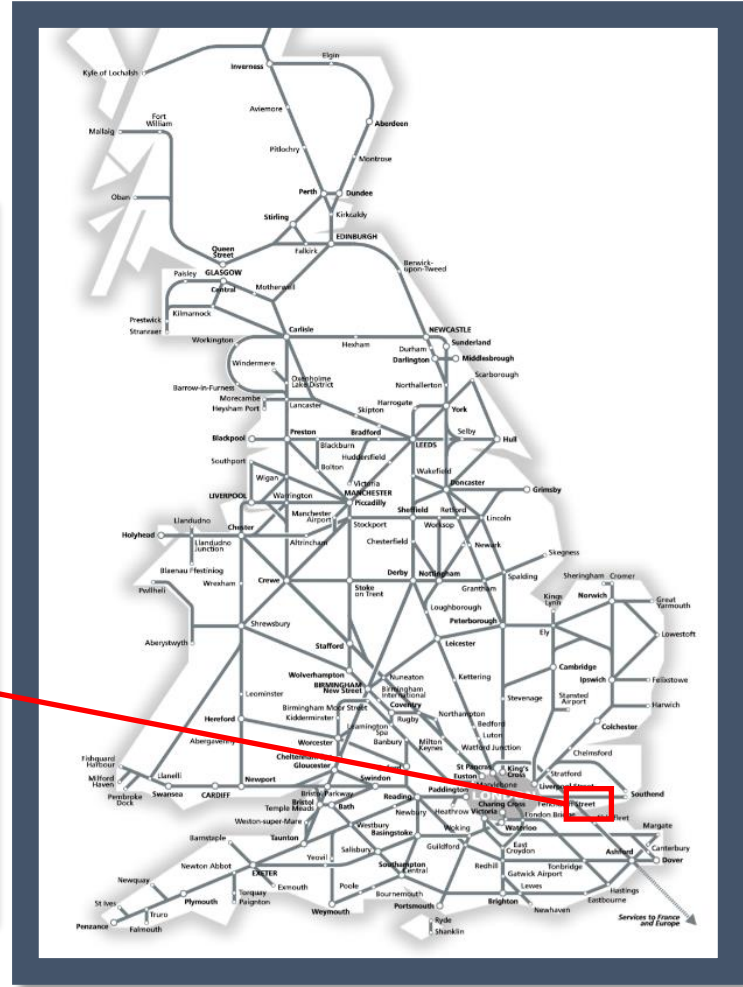 Elgin
Kyle of Lochalsh
Inverness
Aviemore
Fort
William
Mallaig
Aberdeen
Pitlochry
Montrose
Oban
Perth
Dundee
Stirling
Kirkcaldy
Queen
Street
EDINBURGH
Falkirk
Berwick-
upon-Tweed
Paisley
GLASGOW
Central
Motherwell
Prestwick
Stranraer
Kilmarnock
Carlisle
NEWCASTLE
Sunderland
Workington
Hexham
Durham
Darlington
Middlesbrough
Windermere
Scarborough
Oxenholme
Lake District
Barrow-in-Furness
Northallerton
Morecambe
Heysham Port
Lancaster
Harrogate
Skipton
York
Blackpool
Preston
Bradford
Selby
Blackburn
LEEDS
Hull
Southport
Bolton
Huddersfield
Wigan
Wakefield
Victoria
MANCHESTER
Piccadilly
Doncaster
Grimsby
LIVERPOOL
Warrington
Manchester
Airport
Sheffield
Retford
Lincoln
Llandudno
Stockport
Worksop
Holyhead
Chester
Llandudno
Junction
Altrincham
Chesterfield
Newark
Blaenau Ffestiniog
Skegness
Wrexham
Crewe
Derby
Nottingham
Spalding
Sheringham
Cromer
Pwllheli
Stoke
on Trent
Grantham
Kings
Lynn
Norwich
Great
Yarmouth
Loughborough
Shrewsbury
Peterborough
Ely
Aberystwyth
Stafford
Leicester
Lowestoft
Wolverhampton
Cambridge
BIRMINGHAM
New Street
Nuneaton
Kettering
Ipswich
Felixstowe
Birmingham
International
Leominster
Stevenage
Stansted
Airport
Birmingham Moor Street
Coventry
Harwich
Kidderminster
Rugby
Northampton
Hereford
Bedford
Colchester
Leamington
Spa
Worcester
Banbury
Milton
Keynes
Luton
Abergavenny
Watford Junction
Chelmsford
Fishguard
Harbour
Gloucester
St Pancras
King's
Cross
Stratford
Milford
Haven
Llanelli
Newport
Swindon
Euston
Marylebone
Liverpool Street
Pembroke
Dock
Swansea
CARDIFF
Bristol Parkway
Paddington
Southend
Bristol
Temple Meads
Bath
Reading
Heathrow
Charing Cross
Victoria
Weston-super-Mare
Newbury
Waterloo
Margate
Barnstaple
Taunton
Westbury
Basingstoke
Woking
East
Croydon
Canterbury
Newton Abbot
Yeovil
Salisbury
Guildford
Ashford
Dover
EXETER
Southampton
Central
Redhill
Tonbridge
Newquay
Gatwick Airport
Exmouth
Poole
Bournemouth
Lewes
Hastings
Torquay
Paignton
Plymouth
St Ives
Eastbourne
Truro
Weymouth
Portsmouth
Brighton
Newhaven
Penzance
Falmouth
Ryde
Shanklin
Services to France
and Europe